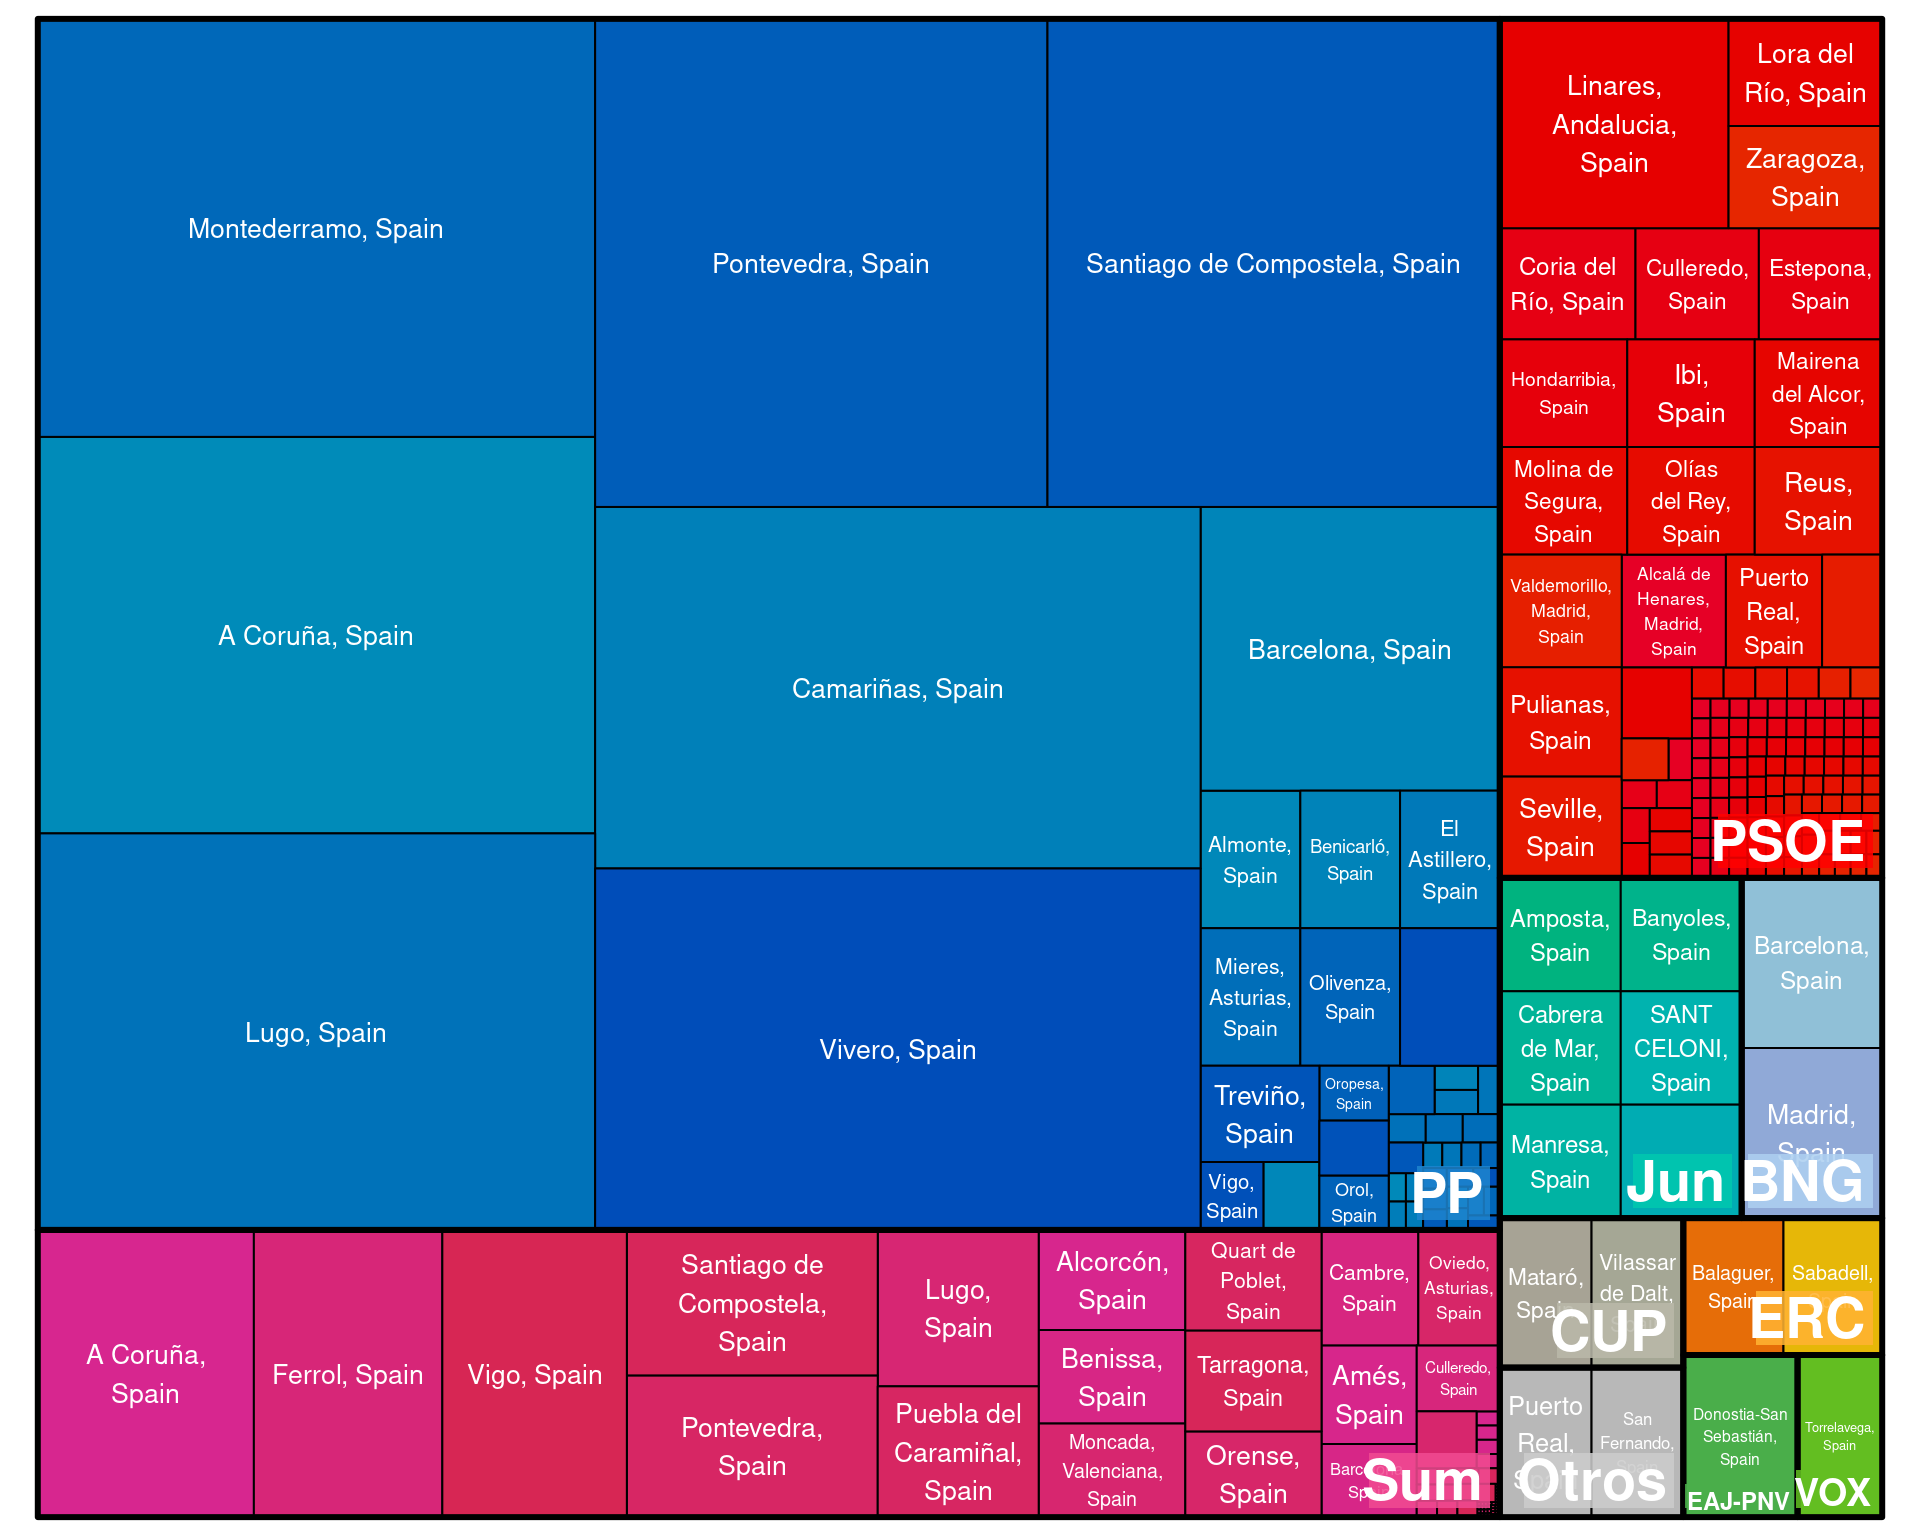 Montederramo, Spain
Pontevedra, Spain
Santiago de Compostela, Spain
A Coruña, Spain
Lugo, Spain
Camariñas, Spain
Vivero, Spain
Barcelona, Spain
Almonte,
Spain
Benicarló,
Spain
El
Astillero,
Spain
Mieres,
Asturias,
Spain
Olivenza,
Spain
Treviño,
Spain
Oropesa,
Spain
Vigo,
Spain
Orol,
Spain
PP
Linares,
Andalucia,
Spain
Lora del
Río, Spain
Zaragoza,
Spain
Coria del
Río, Spain
Culleredo,
Spain
Estepona,
Spain
Hondarribia,
Spain
Ibi,
Spain
Mairena
del Alcor,
Spain
Molina de
Segura,
Spain
Olías
del Rey,
Spain
Reus,
Spain
Valdemorillo,
Madrid,
Spain
Alcalá de
Henares,
Madrid,
Spain
Puerto
Real,
Spain
Pulianas,
Spain
Seville,
Spain
PSOE
Amposta,
Spain
Banyoles,
Spain
Cabrera
de Mar,
Spain
SANT
CELONI,
Spain
Manresa,
Spain
Jun
Barcelona,
Spain
Madrid,
Spain
BNG
A Coruña,
Spain
Ferrol, Spain
Vigo, Spain
Santiago de
Compostela,
Spain
Pontevedra,
Spain
Lugo,
Spain
Puebla del
Caramiñal,
Spain
Alcorcón,
Spain
Benissa,
Spain
Moncada,
Valenciana,
Spain
Quart de
Poblet,
Spain
Tarragona,
Spain
Orense,
Spain
Cambre,
Spain
Oviedo,
Asturias,
Spain
Amés,
Spain
Culleredo,
Spain
Barcelona,
Spain
Sum
Mataró,
Spain
Vilassar
de Dalt,
Spain
CUP
Balaguer,
Spain
Sabadell,
ERC
Puerto
Real,
Spain
San
Fernando,
Spain
Otros
Donostia-San
Sebastián,
Spain
EAJ-PNV
Torrelavega,
Spain
VOX